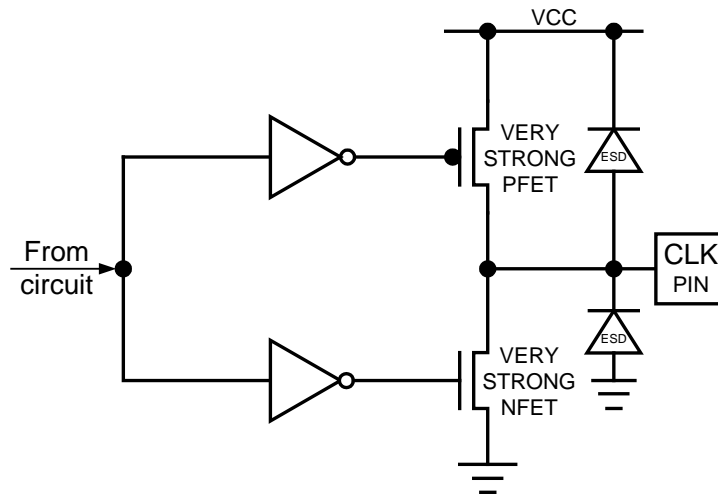 VCC
VERY
STRONG
PFET
ESD
From
circuit
CLK
PIN
ESD
VERY
STRONG
NFET